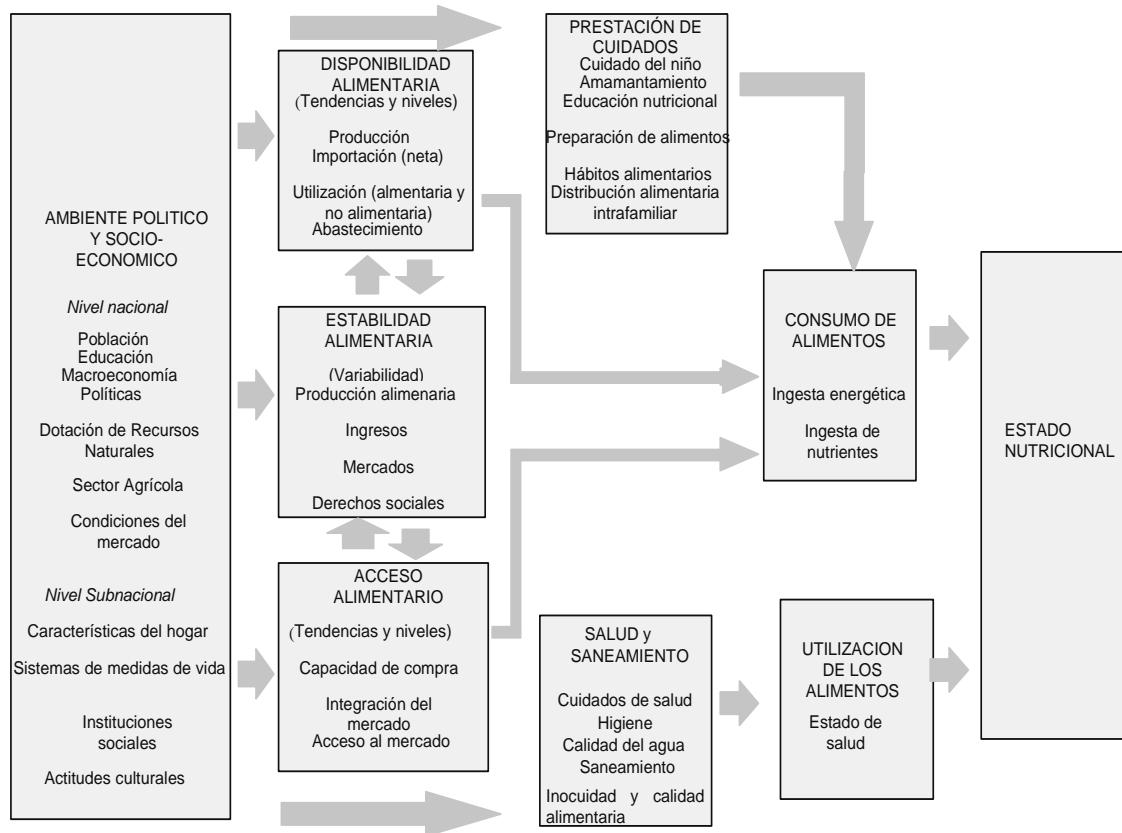 AMBIENTE POLITICO
Y SOCIO-
ECONOMICO
Nivel nacional
Población
Educación
Macroeconomía
Políticas
Dotación de Recursos
Naturales
Sector Agrícola
Condiciones del
mercado
Nivel Subnacional
Características del hogar
Sistemas de medidas de vida
Instituciones
sociales
Actitudes culturales
DISPONIBILIDAD
ALIMENTARIA
(Tendencias y niveles)
Producción
Importación (neta)
Utilización (almentaria y
no alimentaria)
Abastecimiento
ESTABILIDAD
ALIMENTARIA
(Variabilidad)
Producción alimenaria
Ingresos
Mercados
Derechos sociales
ACCESO
ALIMENTARIO
(Tendencias y niveles)
Capacidad de compra
Integración del
mercado
Acceso al mercado
PRESTACIÓN DE
CUIDADOS
Cuidado del niño
Amamantamiento
Educación nutricional
Preparación de alimentos
Hábitos alimentarios
Distribución alimentaria
intrafamiliar
SALUD y
SANEAMIENTO
Cuidados de salud
Higiene
Calidad del agua
Saneamiento
Inocuidad y calidad
alimentaria
CONSUMO DE
ALIMENTOS
Ingesta energética
Ingesta de
nutrientes
UTILIZACION
DE LOS
ALIMENTOS
Estado de
salud
ESTADO
NUTRICIONAL